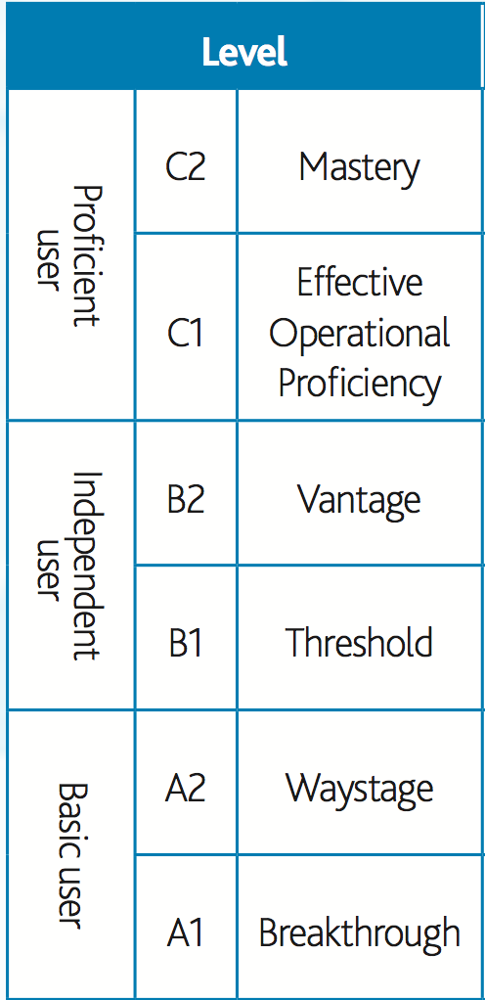 Level
Proficient
user
C2
Mastery
C1
Effective
Operational
Proficiency
Independent
user
B2
Vantage
B1
Threshold
Basic user
A2
Waystage
A1
Breakthrough